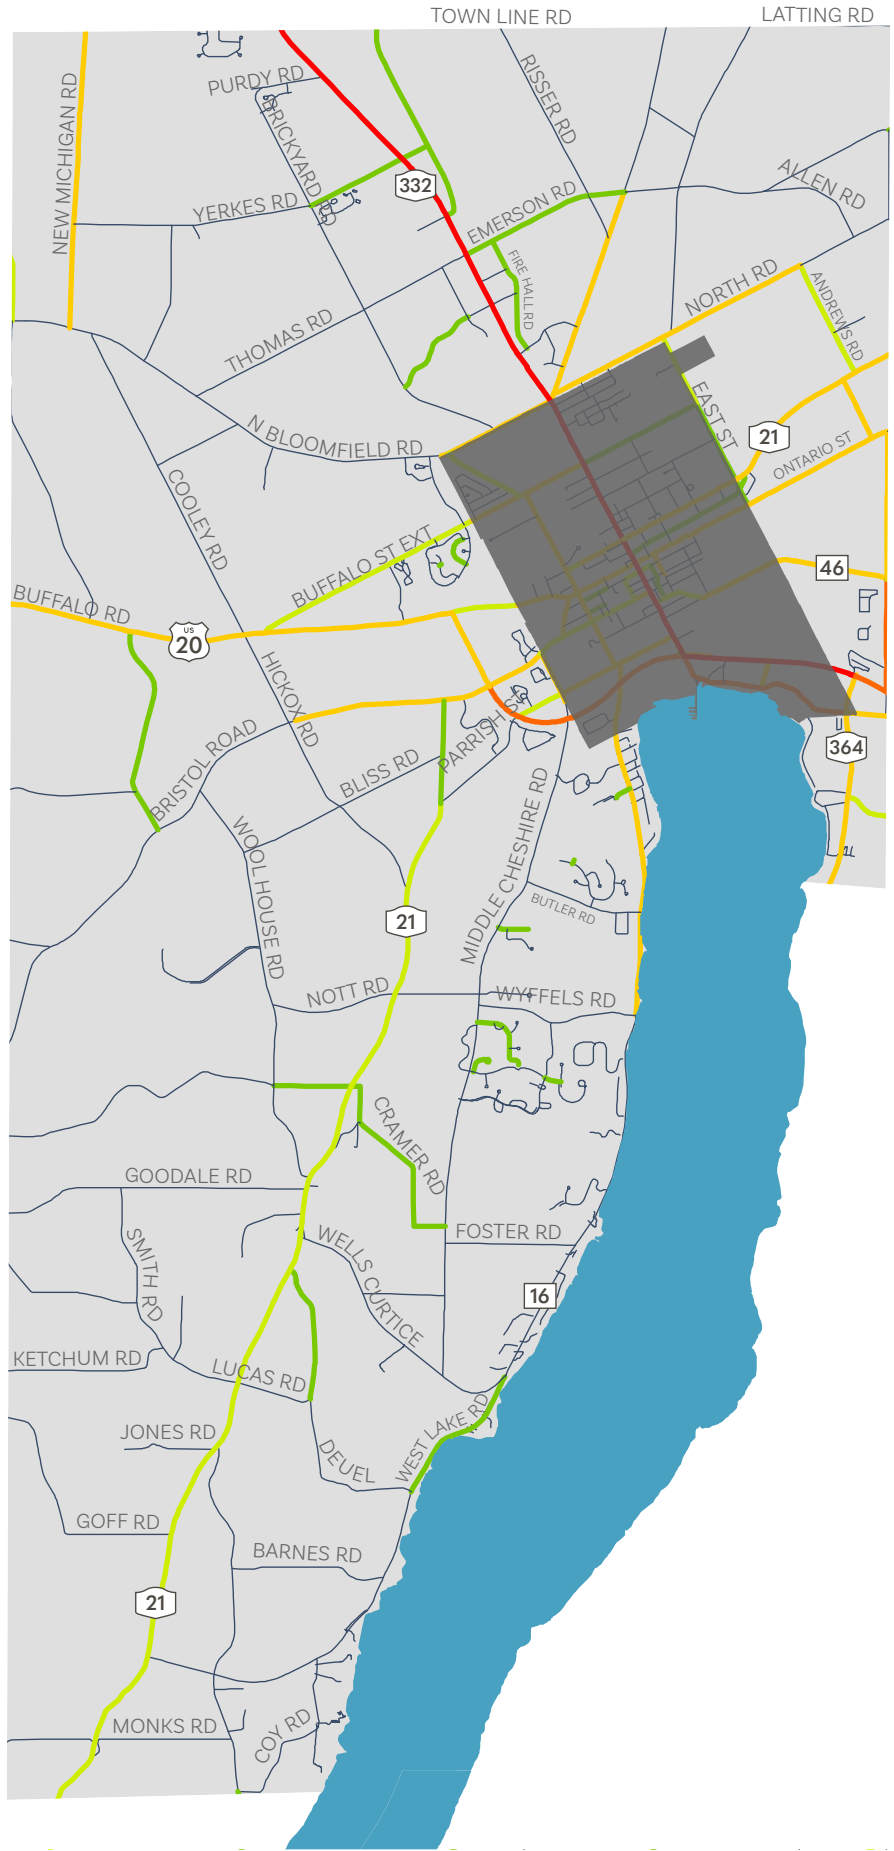 TOWN LINE RD
LATTING RD
RISSER RD
PURDY RD
NEW MICHIGAN RD
BRICKYARD RD
332
ALLEN RD
YERKES RD
EMERSON RD
FIRE HALL RD
NORTH RD
ANDREWS RD
THOMAS RD
EAST ST
N BLOOMFIELD RD
21
ONTARIO ST
COOLEY RD
BUFFALO ST EXT
46
BUFFALO RD
US
20
HICKOX RD
PARRISH ST
BRISTOL ROAD
BLISS RD
364
MIDDLE CHESHIRE RD
WOOL HOUSE RD
BUTLER RD
21
NOTT RD
WYFFELS RD
CRAMER RD
GOODALE RD
FOSTER RD
SMITH RD
WELLS CURTICE
16
KETCHUM RD
LUCAS RD
WEST LAKE RD
JONES RD
DEUEL
GOFF RD
BARNES RD
21
MONKS RD
COY RD